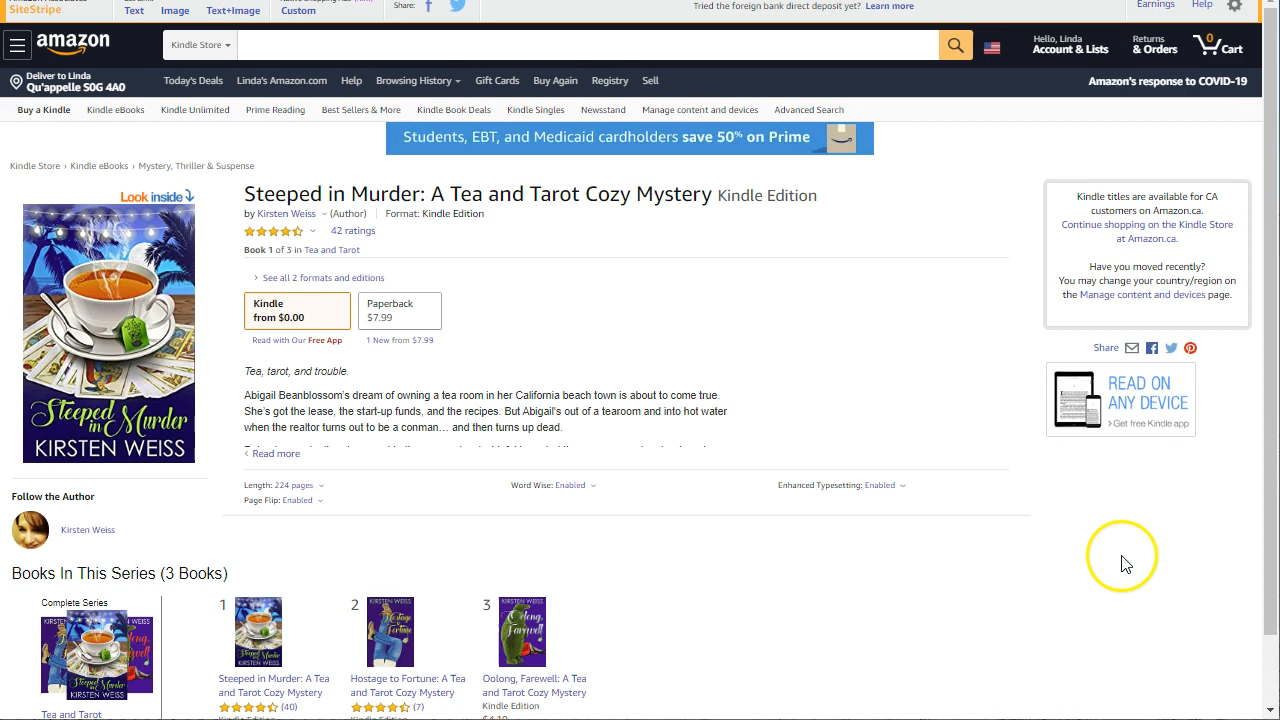 SiteStripe
Text
Image
Text+Image
Custom
Share:
Tried the foreign bank direct deposit yet? Learn more
Earnings
Help
amazon
Kindle Store
Hello, Linda
Account & Lists
Returns
& Orders
0
Cart
Deliver to Linda
Qu'appelle S0G 4A0
Today's Deals
Linda's Amazon.com
Help
Browsing History
Gift Cards
Buy Again
Registry
Sell
Amazon's response to COVID-19
Buy a Kindle
Kindle eBooks
Kindle Unlimited
Prime Reading
Best Sellers & More
Kindle Book Deals
Kindle Singles
Newsstand
Manage content and devices
Advanced Search
Students, EBT, and Medicaid cardholders save 50% on Prime
Kindle Store › Kindle eBooks › Mystery, Thriller & Suspense
Look inside
Steeped in Murder
KIRSTEN WEISS
Steeped in Murder: A Tea and Tarot Cozy Mystery Kindle Edition
by Kirsten Weiss (Author) | Format: Kindle Edition
42 ratings
Book 1 of 3 in Tea and Tarot
› See all 2 formats and editions
Kindle
from $0.00
Paperback
$7.99
Read with Our Free App
1 New from $7.99
Tea, tarot, and trouble.
Abigail Beanblossom's dream of owning a tea room in her California beach town is about to come true.
She's got the lease, the start-up funds, and the recipes. But Abigail's out of a tearoom and into hot water
when the realtor turns out to be a conman… and then turns up dead.
‹ Read more
Length: 224 pages
Word Wise: Enabled
Enhanced Typesetting: Enabled
Page Flip: Enabled
Kindle titles are available for CA
customers on Amazon.ca.
Continue shopping on the Kindle Store
at Amazon.ca.
Have you moved recently?
You may change your country/region on
the Manage content and devices page.
Share
READ ON
ANY DEVICE
› Get free Kindle app
Follow the Author
Kirsten Weiss
Books In This Series (3 Books)
Complete Series
Tea and Tarot
1
Steeped in Murder: A Tea
and Tarot Cozy Mystery
(40)
2
Hostage to Fortune: A Tea
and Tarot Cozy Mystery
(7)
3
Oolong, Farewell: A Tea
and Tarot Cozy Mystery
Kindle Edition